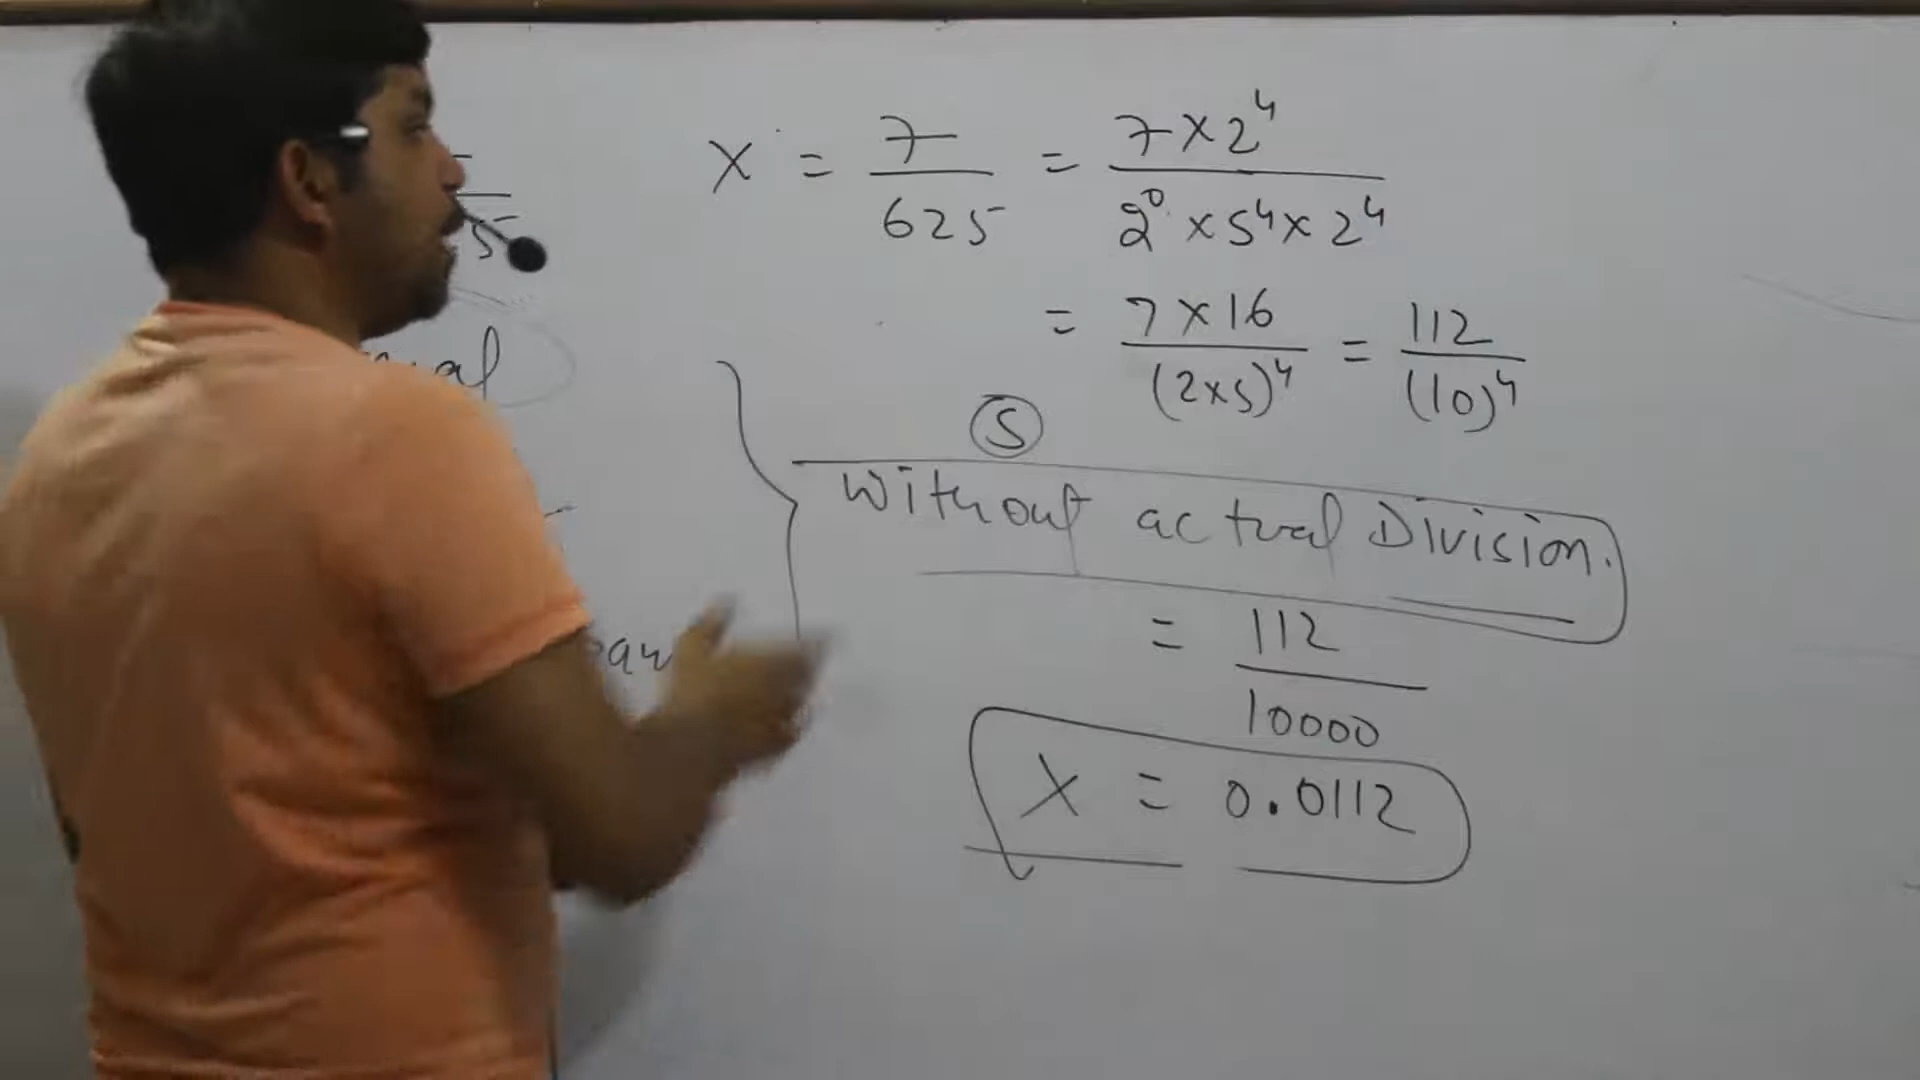 x = 7/625 = 7×2⁴/2⁰×5⁴×2⁴
= 7×16/(2×5)⁴ = 112/(10)⁴
5
Without actual Division.
= 112/10000
x = 0.0112